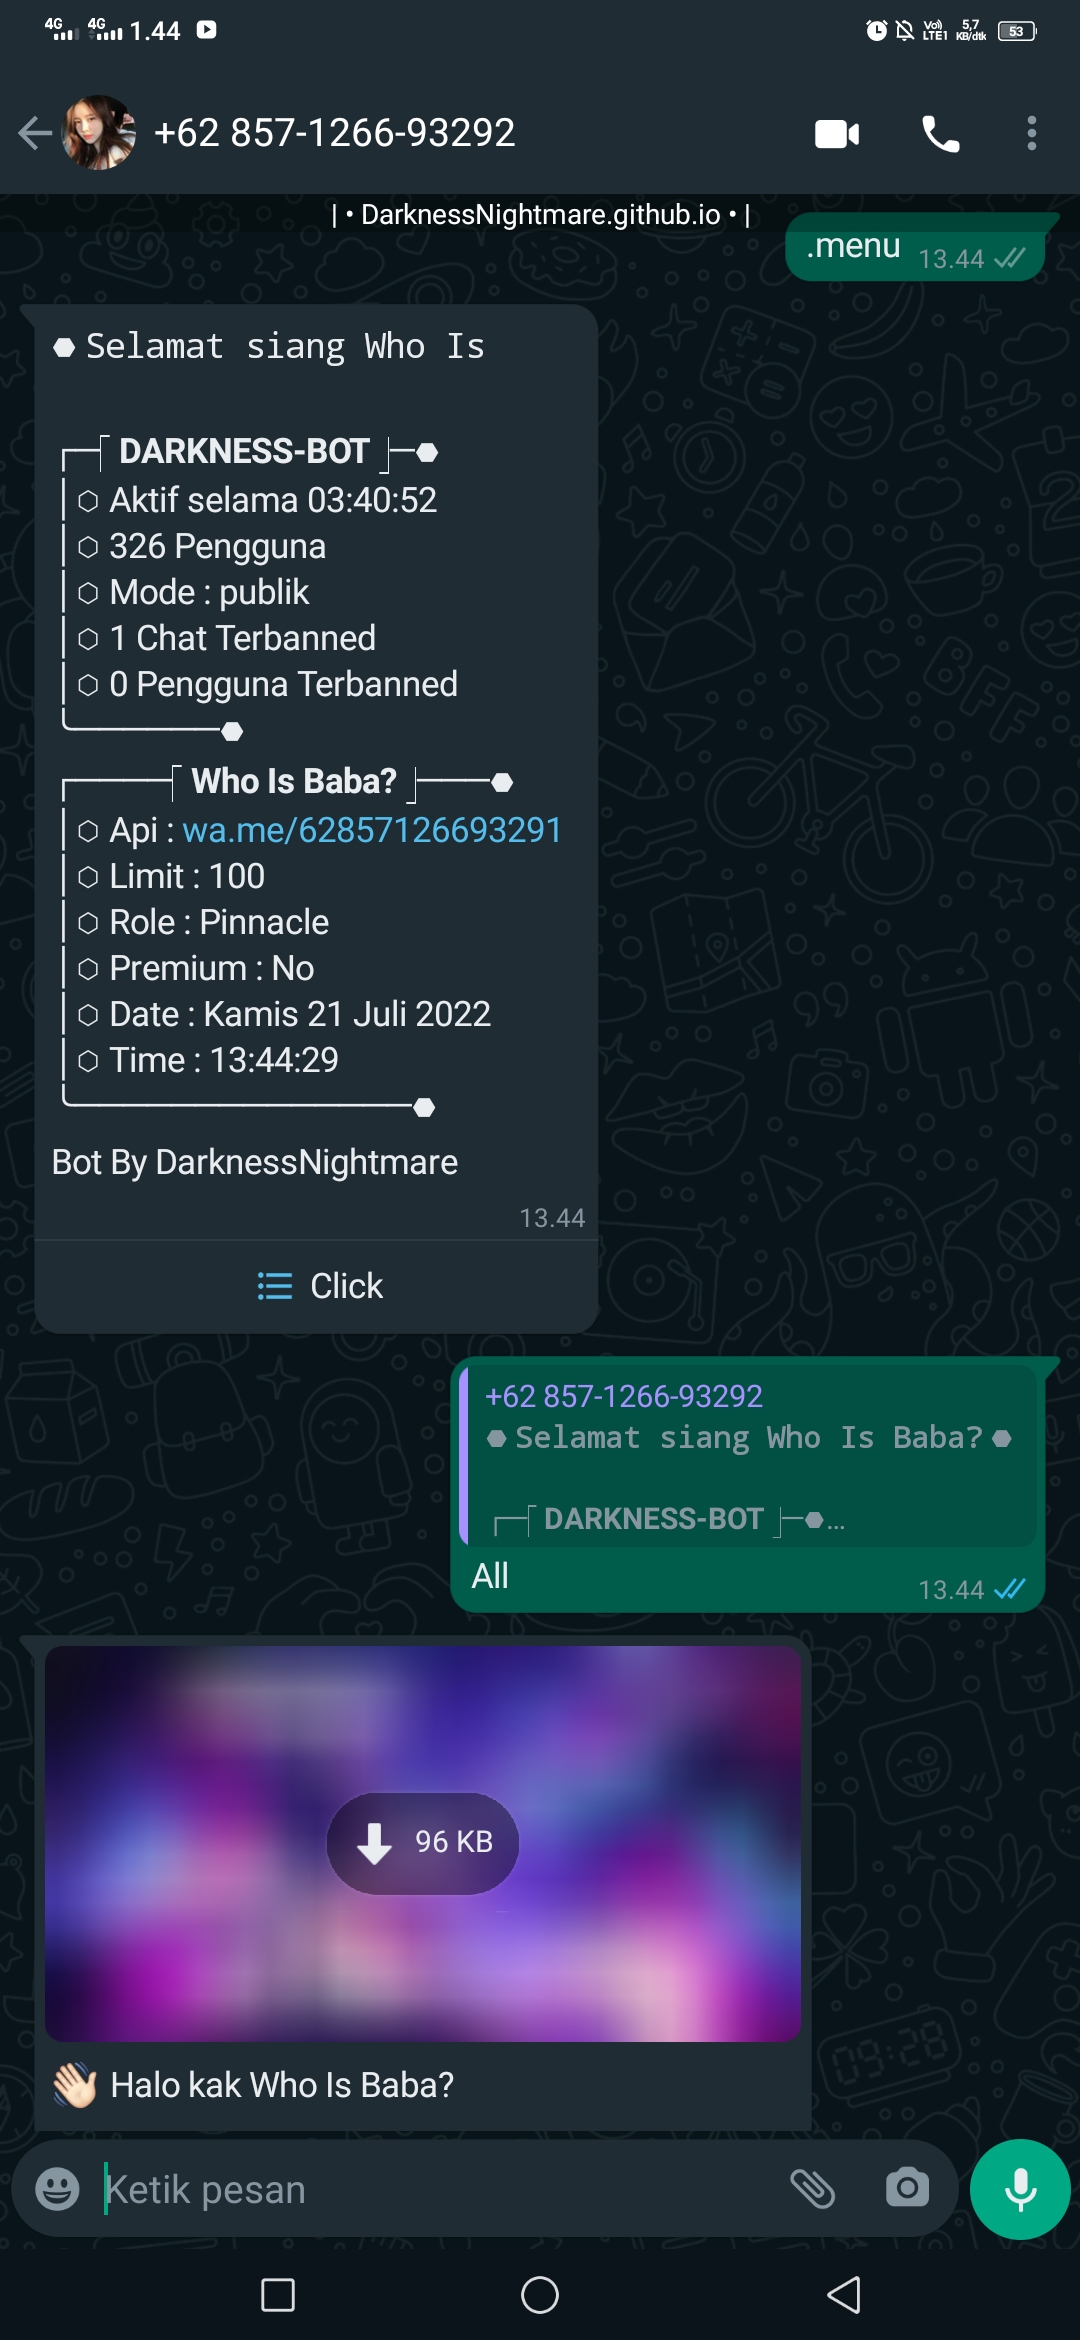 4G 4G 1.44
Vo) LTE1 5,7 KB/dtk 53
+62 857-1266-93292
| • DarknessNightmare.github.io • |
.menu 13.44
⬣ Selamat siang Who Is
┌─⎡ DARKNESS-BOT ⎦─⬣
│⬡ Aktif selama 03:40:52
│⬡ 326 Pengguna
│⬡ Mode : publik
│⬡ 1 Chat Terbanned
│⬡ 0 Pengguna Terbanned
╰──────⬣
┌────⎡ Who Is Baba? ⎦───⬣
│⬡ Api : wa.me/62857126693291
│⬡ Limit : 100
│⬡ Role : Pinnacle
│⬡ Premium : No
│⬡ Date : Kamis 21 Juli 2022
│⬡ Time : 13:44:29
╰──────────────⬣
Bot By DarknessNightmare
13.44
Click
+62 857-1266-93292
⬣ Selamat siang Who Is Baba? ⬣
┌─⎡ DARKNESS-BOT ⎦─⬣...
All
13.44
96 KB
👋🏻 Halo kak Who Is Baba?
Ketik pesan